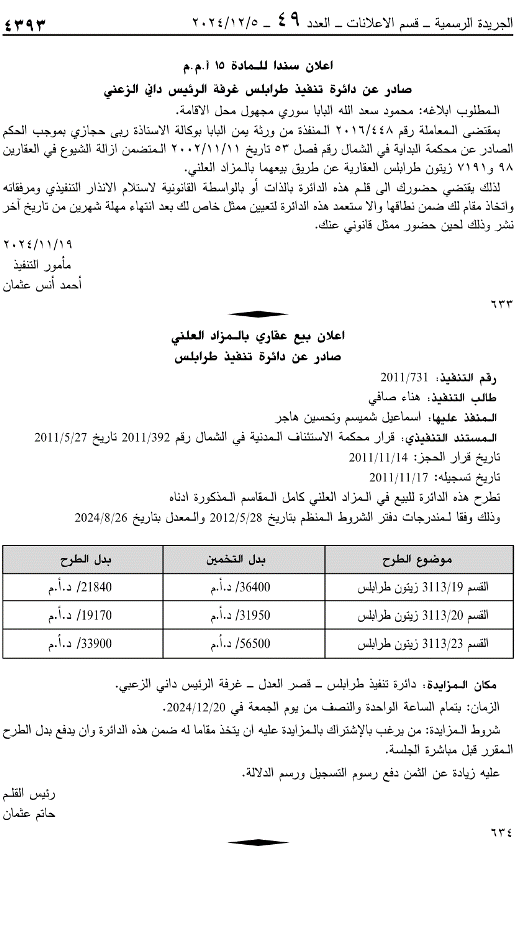 الجريدة الرسمية ــ قسم الاعلانات ــ العدد ٤٩ ــ ٢٠٢٤/١٢/٥
٤٣٩٣
اعلان سندا للمادة ١٥ أ.م.م
صادر عن دائرة تنفيذ طرابلس غرفة الرئيس داني الزعني
المطلوب ابلاغه: محمود سعد الله البابا سوري مجهول محل الاقامة.
بمقتضى المعاملة رقم ٢٠١٦/٤٤٨ المنفذة من ورثة يمن البابا بوكالة الاستاذة ربى حجازي بموجب الحكم
الصادر عن محكمة البداية في الشمال رقم فصل ٥٣ تاريخ ٢٠٠٢/١١/١١ المتضمن ازالة الشيوع في العقارين
٩٨ و٧١٩١ زيتون طرابلس العقارية عن طريق بيعهما بالمزاد العلني.
لذلك يقتضي حضورك الى قلم هذه الدائرة بالذات أو بالواسطة القانونية لاستلام الانذار التنفيذي ومرفقاته
واتخاذ مقام لك ضمن نطاقها والا ستعمد هذه الدائرة لتعيين ممثل خاص لك بعد انتهاء مهلة شهرين من تاريخ آخر
نشر وذلك لحين حضور ممثل قانوني عنك.
٢٠٢٤/١١/١٩
مأمور التنفيذ
أحمد أنس عثمان
٦٣٣
اعلان بيع عقاري بالمزاد العلني
صادر عن دائرة تنفيذ طرابلس
رقم التنفيذ: 2011/731
طالب التنفيذ: هناء صافي
المنفذ عليها: اسماعيل شميسم وتحسين هاجر
المستند التنفيذي: قرار محكمة الاستئناف المدنية في الشمال رقم 2011/392 تاريخ 2011/5/27
تاريخ قرار الحجز: 2011/11/14
تاريخ تسجيله: 2011/11/17
تطرح هذه الدائرة للبيع في المزاد العلني كامل المقاسم المذكورة ادناه
وذلك وفقا لمندرجات دفتر الشروط المنظم بتاريخ 2012/5/28 والمعدل بتاريخ 2024/8/26
موضوع الطرح بدل التخمين بدل الطرح
القسم 3113/19 زيتون طرابلس 36400/ د.أ.م 21840/ د.أ.م
القسم 3113/20 زيتون طرابلس 31950/ د.أ.م 19170/ د.أ.م
القسم 3113/23 زيتون طرابلس 56500/ د.أ.م 33900/ د.أ.م
مكان المزايدة: دائرة تنفيذ طرابلس ــ قصر العدل ــ غرفة الرئيس داني الزعبي.
الزمان: بتمام الساعة الواحدة والنصف من يوم الجمعة في 2024/12/20.
شروط المزايدة: من يرغب بالإشتراك بالمزايدة عليه ان يتخذ مقاما له ضمن هذه الدائرة وان يدفع بدل الطرح
المقرر قبل مباشرة الجلسة.
عليه زيادة عن الثمن دفع رسوم التسجيل ورسم الدلالة.
رئيس القلم
حاتم عثمان
٦٣٤